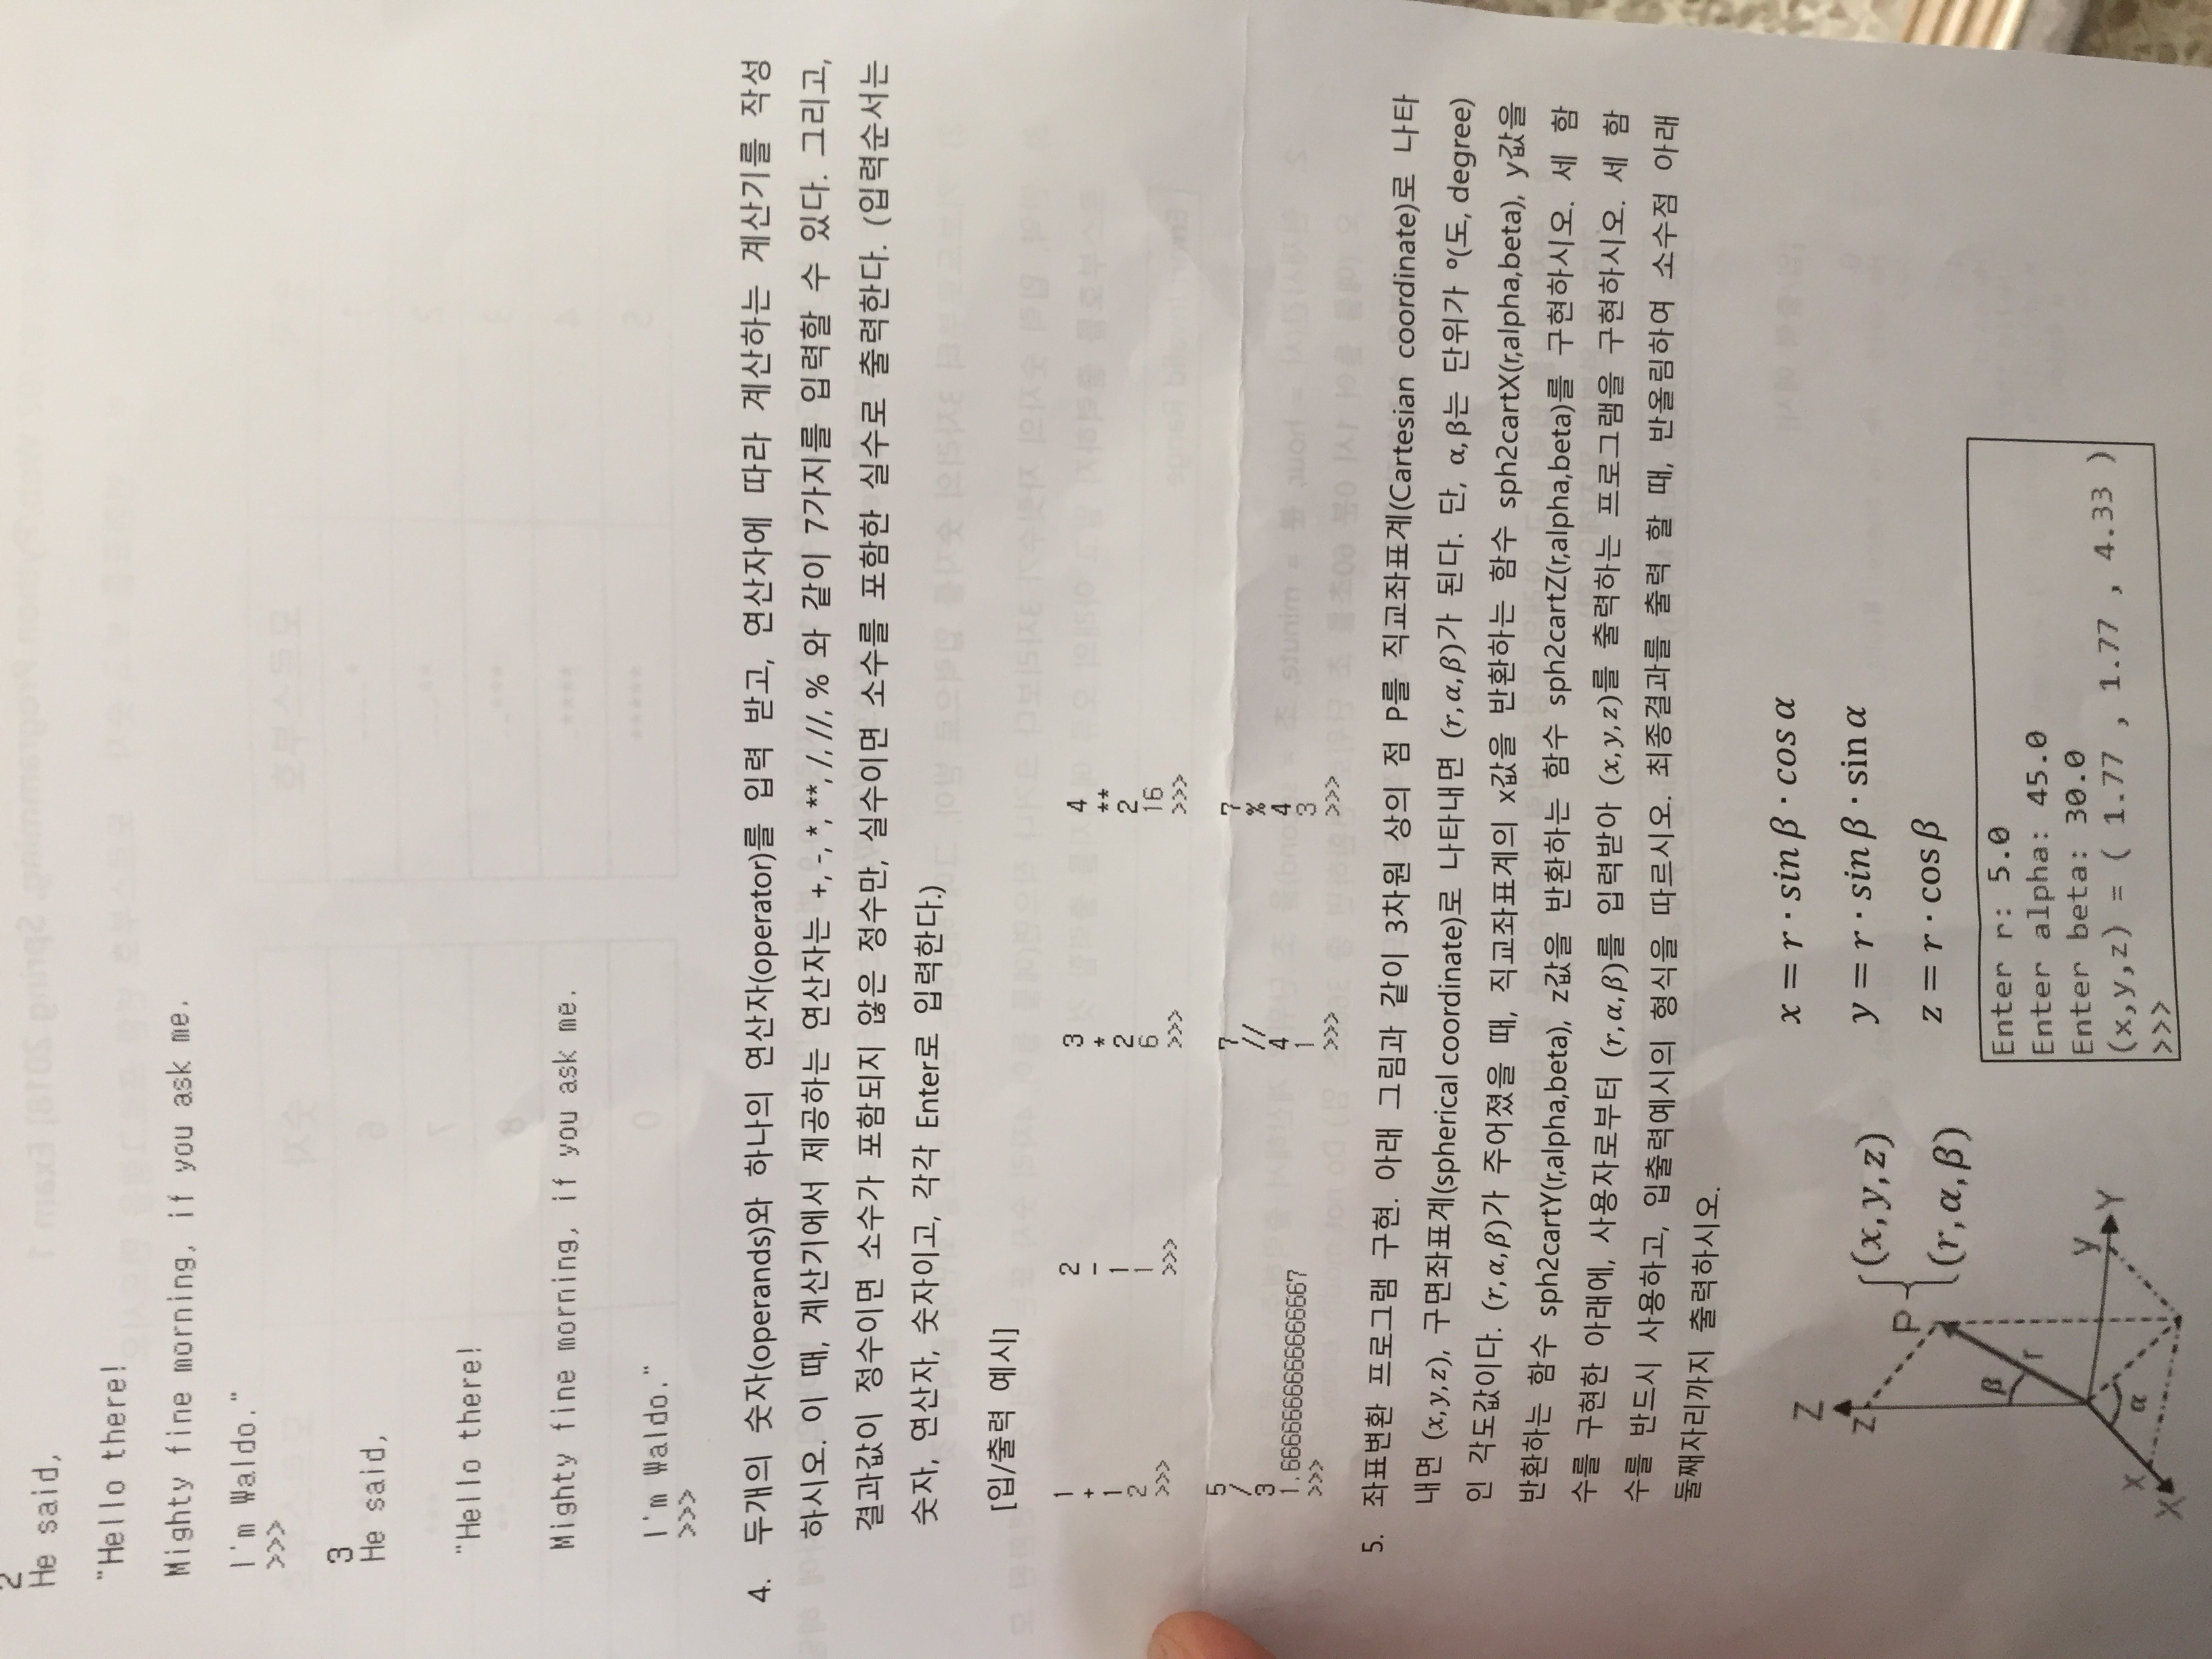 2
He said,
"Hello there!
Mighty fine morning, if you ask me.
I'm Waldo."
>>>
3
He said,
"Hello there!
Mighty fine morning, if you ask me.
I'm Waldo."
>>>
4. 두개의 숫자(operands)와 하나의 연산자(operator)를 입력 받고, 연산자에 따라 계산하는 계산기를 작성
하시오. 이 때, 계산기에서 제공하는 연산자는 +, -, *, **, /, //, % 와 같이 7가지를 입력할 수 있다. 그리고,
결과값이 정수이면 소수가 포함되지 않은 정수만, 실수이면 소수를 포함한 실수로 출력한다. (입력순서는
숫자, 연산자, 숫자이고, 각각 Enter로 입력한다.)
[입/출력 예시]
1
+
1
2
>>>
2
-
1
1
>>>
3
*
2
6
>>>
4
**
2
16
>>>
5
/
3
1.6666666666666667
>>>
7
//
4
1
>>>
7
%
4
3
>>>
5. 좌표변환 프로그램 구현. 아래 그림과 같이 3차원 상의 점 P를 직교좌표계(Cartesian coordinate)로 나타
내면 (x,y,z), 구면좌표계(spherical coordinate)로 나타내면 (r,α,β)가 된다. 단, α,β는 단위가 º(도, degree)
인 각도값이다. (r,α,β)가 주어졌을 때, 직교좌표계의 x값을 반환하는 함수 sph2cartX(r,alpha,beta), y값을
반환하는 함수 sph2cartY(r,alpha,beta), z값을 반환하는 함수 sph2cartZ(r,alpha,beta)를 구현하시오. 세 함
수를 구현한 아래에, 사용자로부터 (r,α,β)를 입력받아 (x,y,z)를 출력하는 프로그램을 구현하시오. 세 함
수를 반드시 사용하고, 입출력예시의 형식을 따르시오. 최종결과를 출력 할 때, 반올림하여 소수점 아래
둘째자리까지 출력하시오.
Z
z
P
(x,y,z)
(r,α,β)
β
r
y
Y
x
α
X
x = r · sin β · cos α
y = r · sin β · sin α
z = r · cos β
Enter r: 5.0
Enter alpha: 45.0
Enter beta: 30.0
(x,y,z) = ( 1.77 , 1.77 , 4.33 )
>>>